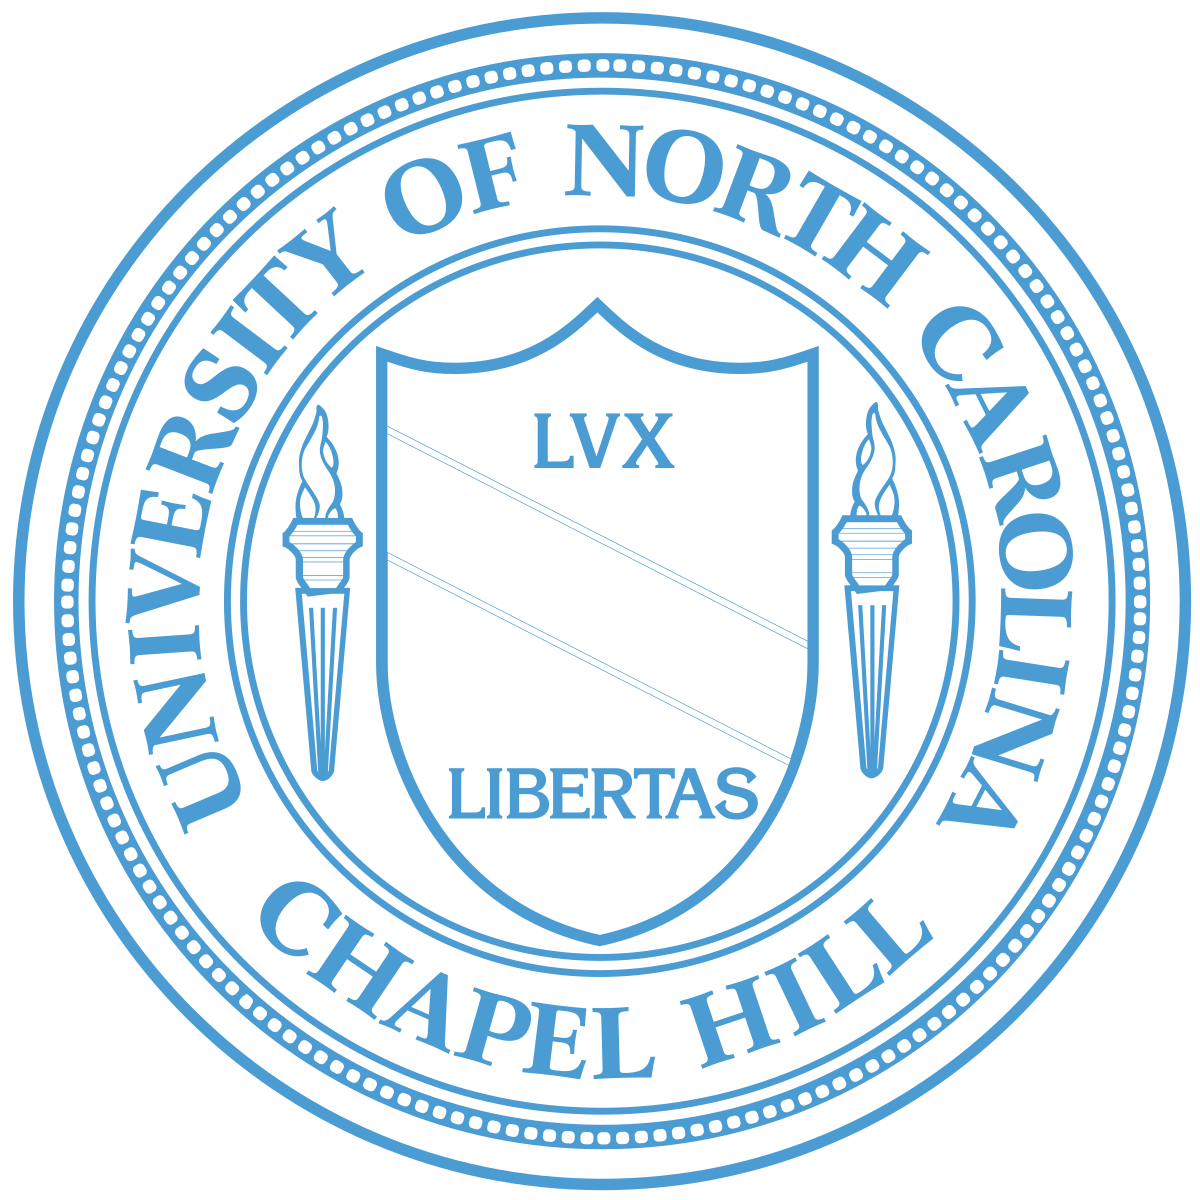 UNIVERSITY OF NORTH CAROLINA
LVX
LIBERTAS
CHAPEL HILL